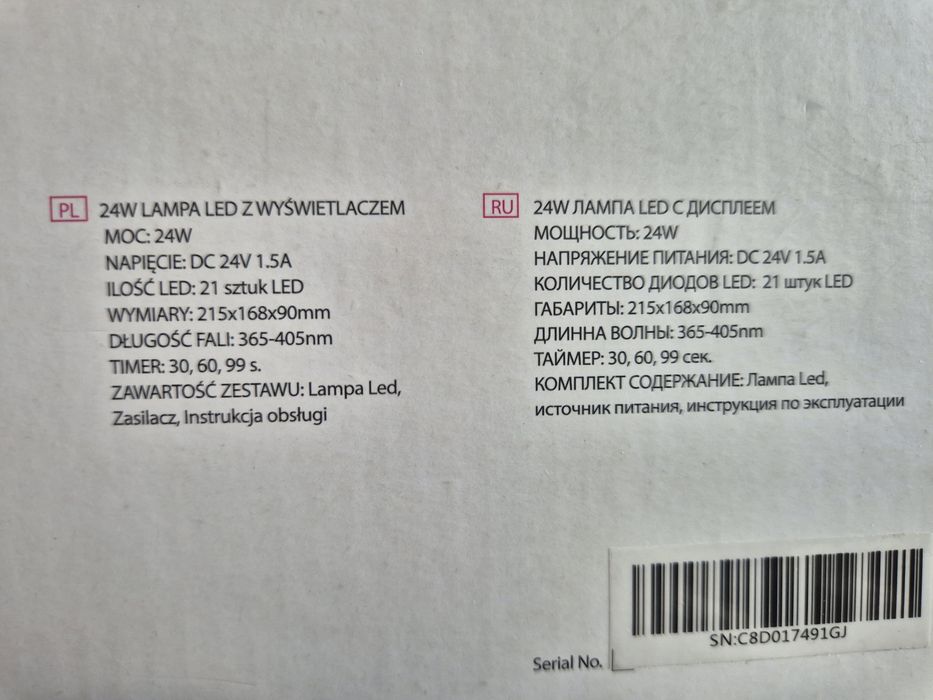 PL 24W LAMPA LED Z WYŚWIETLACZEM
MOC: 24W
NAPIĘCIE: DC 24V 1.5A
ILOŚĆ LED: 21 sztuk LED
WYMIARY: 215x168x90mm
DŁUGOŚĆ FALI: 365-405nm
TIMER: 30, 60, 99 s.
ZAWARTOŚĆ ZESTAWU: Lampa Led,
Zasilacz, Instrukcja obsługi
RU 24W ЛАМПА LED С ДИСПЛЕЕМ
МОЩНОСТЬ: 24W
НАПРЯЖЕНИЕ ПИТАНИЯ: DC 24V 1.5A
КОЛИЧЕСТВО ДИОДОВ LED: 21 штук LED
ГАБАРИТЫ: 215x168x90mm
ДЛИННА ВОЛНЫ: 365-405nm
ТАЙМЕР: 30, 60, 99 сек.
КОМПЛЕКТ СОДЕРЖАНИЕ: Лампа Led,
источник питания, инструкция по эксплуатации
SN:C8D017491GJ
Serial No.